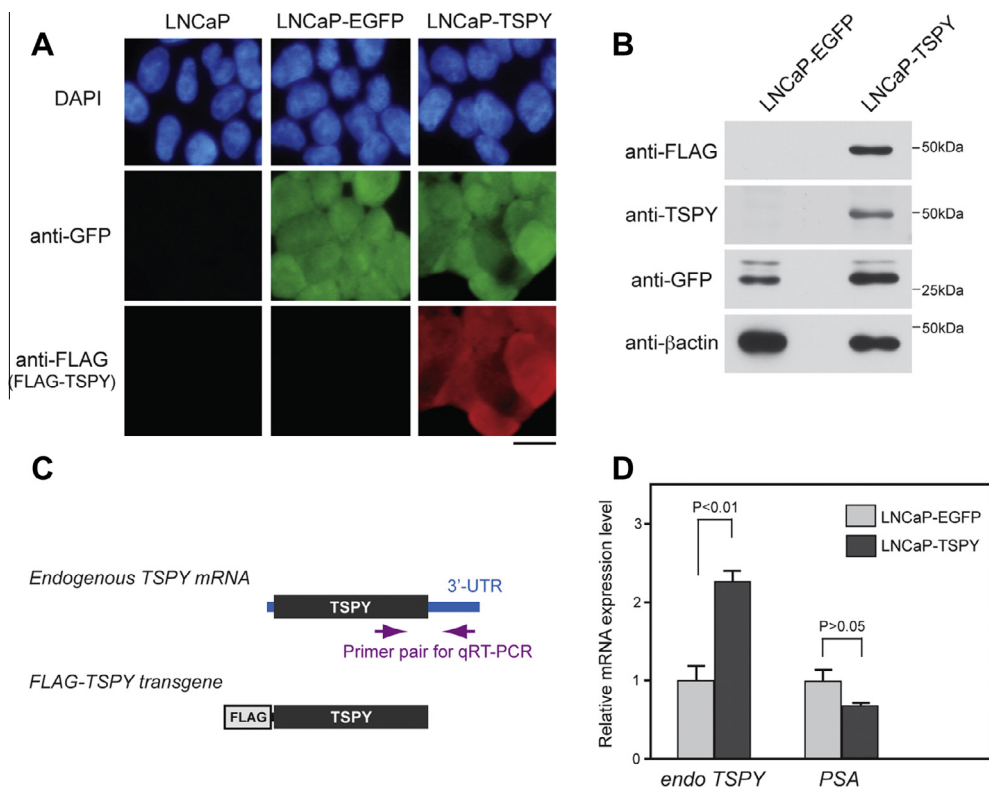 A
LNCaP
LNCaP-EGFP
LNCaP-TSPY
DAPI
anti-GFP
anti-FLAG
(FLAG-TSPY)
B
LNCaP-EGFP
LNCaP-TSPY
anti-FLAG
50kDa
anti-TSPY
50kDa
anti-GFP
25kDa
anti-βactin
50kDa
C
Endogenous TSPY mRNA
3'-UTR
TSPY
Primer pair for qRT-PCR
FLAG-TSPY transgene
FLAG
TSPY
D
Relative mRNA expression level
3
2
1
0
P<0.01
P>0.05
LNCaP-EGFP
LNCaP-TSPY
endo TSPY
PSA